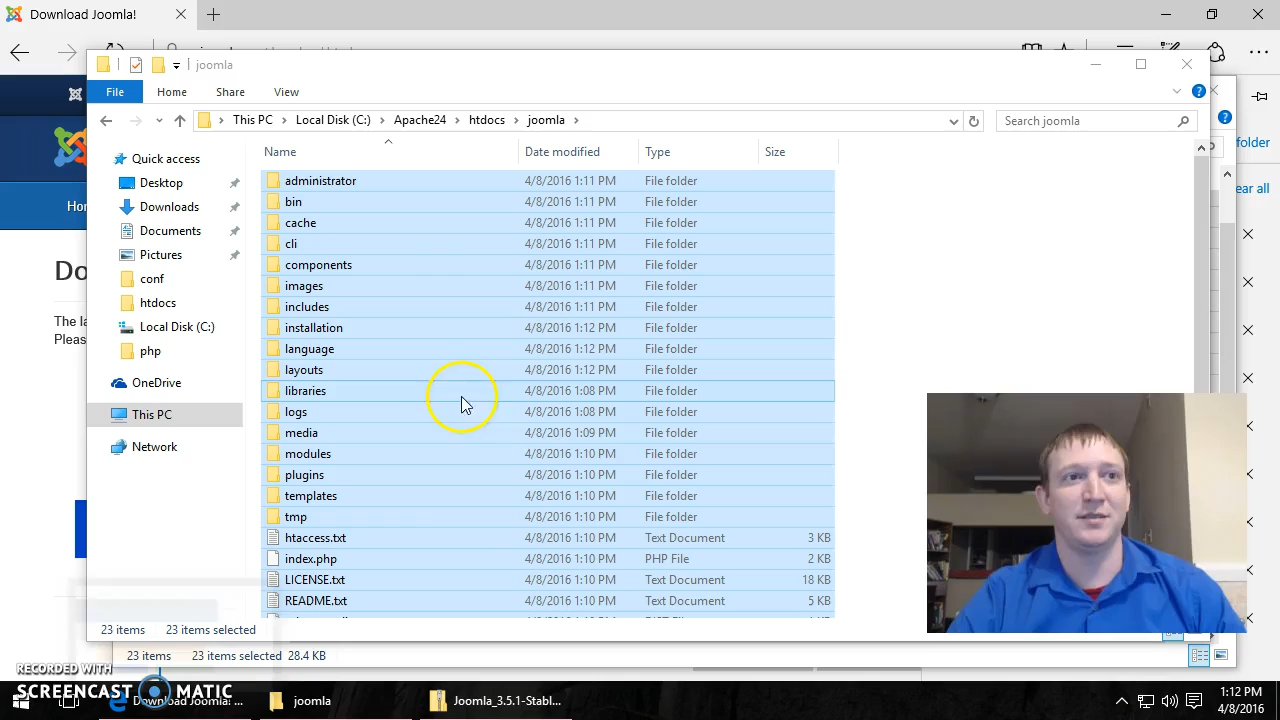 Download Joomla!
joomla
File
Home
Share
View
This PC
Local Disk (C:)
Apache24
htdocs
joomla
Search joomla
Name
Date modified
Type
Size
Quick access
Desktop
Downloads
Documents
Pictures
conf
htdocs
Local Disk (C:)
php
OneDrive
This PC
Network
administrator 4/8/2016 1:11 PM File folder
bin 4/8/2016 1:11 PM File folder
cache 4/8/2016 1:11 PM File folder
cli 4/8/2016 1:11 PM File folder
components 4/8/2016 1:11 PM File folder
images 4/8/2016 1:11 PM File folder
includes 4/8/2016 1:11 PM File folder
installation 4/8/2016 1:12 PM File folder
language 4/8/2016 1:12 PM File folder
layouts 4/8/2016 1:12 PM File folder
libraries 4/8/2016 1:08 PM File folder
logs 4/8/2016 1:08 PM File folder
media 4/8/2016 1:09 PM File folder
modules 4/8/2016 1:10 PM File folder
plugins 4/8/2016 1:10 PM File folder
templates 4/8/2016 1:10 PM File folder
tmp 4/8/2016 1:10 PM File folder
htaccess.txt 4/8/2016 1:10 PM Text Document 3 KB
index.php 4/8/2016 1:10 PM PHP File 2 KB
LICENSE.txt 4/8/2016 1:10 PM Text Document 18 KB
README.txt 4/8/2016 1:10 PM Text Document 5 KB
23 items 23 items selected
23 items 23 items selected 28.4 KB
Hor
Do
The la
Pleas
older
ear all
RECORDED WITH
SCREENCAST MATIC
Download Joomla! ...
joomla
Joomla_3.5.1-Stabl...
1:12 PM
4/8/2016